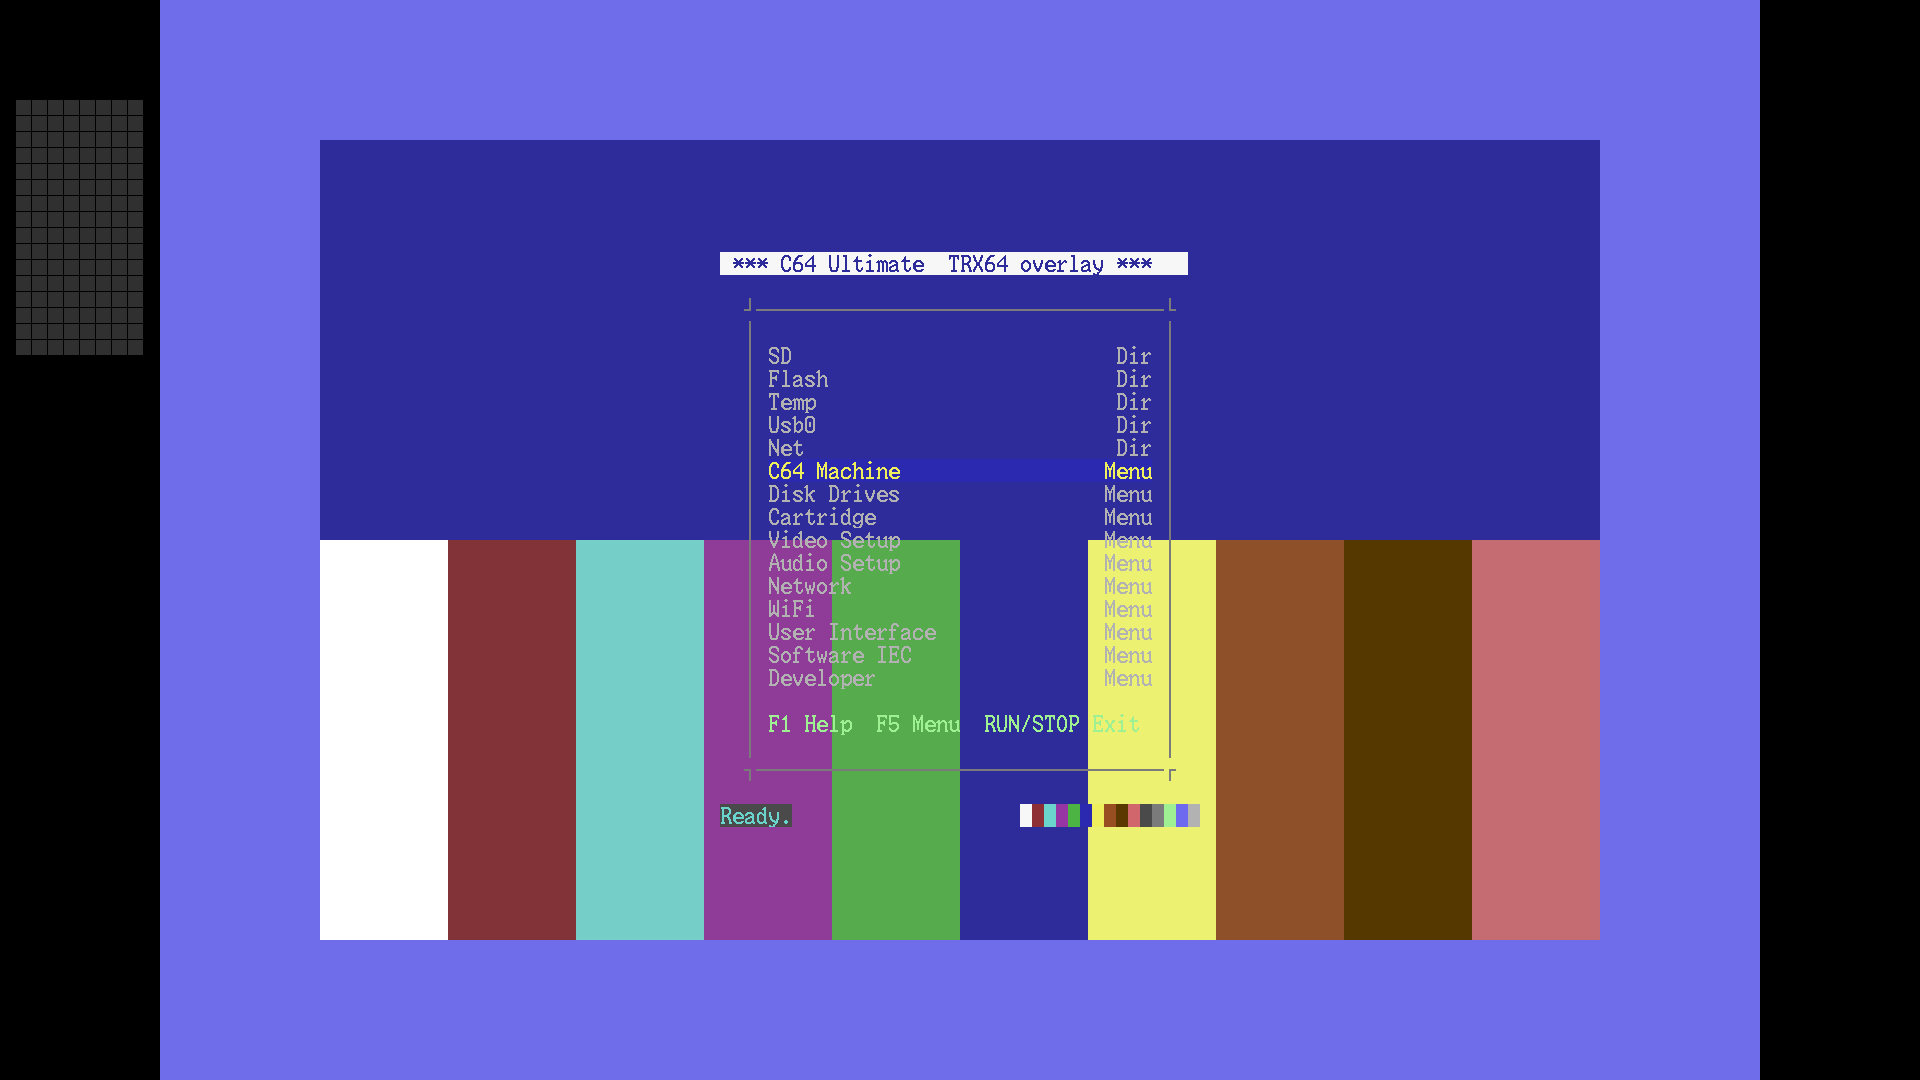 *** C64 Ultimate  TRX64 overlay ***
SD Dir
Flash Dir
Temp Dir
Usb0 Dir
Net Dir
C64 Machine Menu
Disk Drives Menu
Cartridge Menu
Video Setup Menu
Audio Setup Menu
Network Menu
WiFi Menu
User Interface Menu
Software IEC Menu
Developer Menu
F1 Help  F5 Menu  RUN/STOP Exit
Ready.